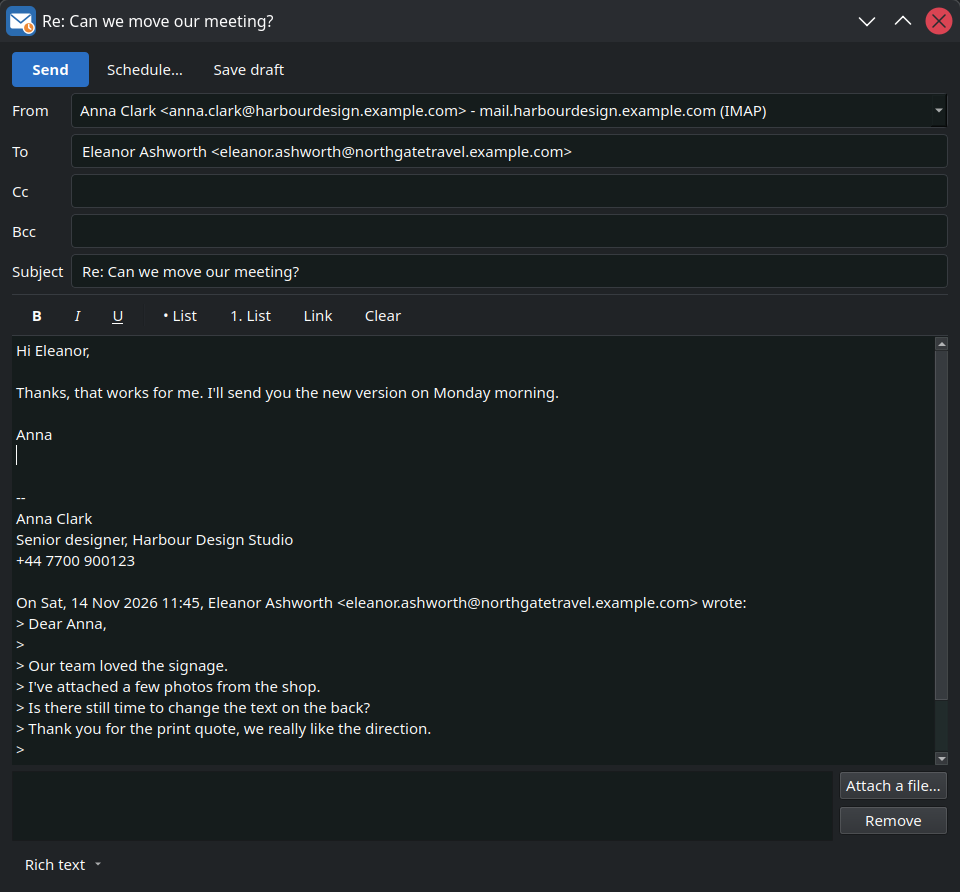 Re: Can we move our meeting?
Send Schedule... Save draft
From Anna Clark <anna.clark@harbourdesign.example.com> - mail.harbourdesign.example.com (IMAP)
To Eleanor Ashworth <eleanor.ashworth@northgatetravel.example.com>
Cc
Bcc
Subject Re: Can we move our meeting?
B I U • List 1. List Link Clear
Hi Eleanor,
Thanks, that works for me. I'll send you the new version on Monday morning.
Anna
--
Anna Clark
Senior designer, Harbour Design Studio
+44 7700 900123
On Sat, 14 Nov 2026 11:45, Eleanor Ashworth <eleanor.ashworth@northgatetravel.example.com> wrote:
> Dear Anna,
>
> Our team loved the signage.
> I've attached a few photos from the shop.
> Is there still time to change the text on the back?
> Thank you for the print quote, we really like the direction.
>
Attach a file...
Remove
Rich text